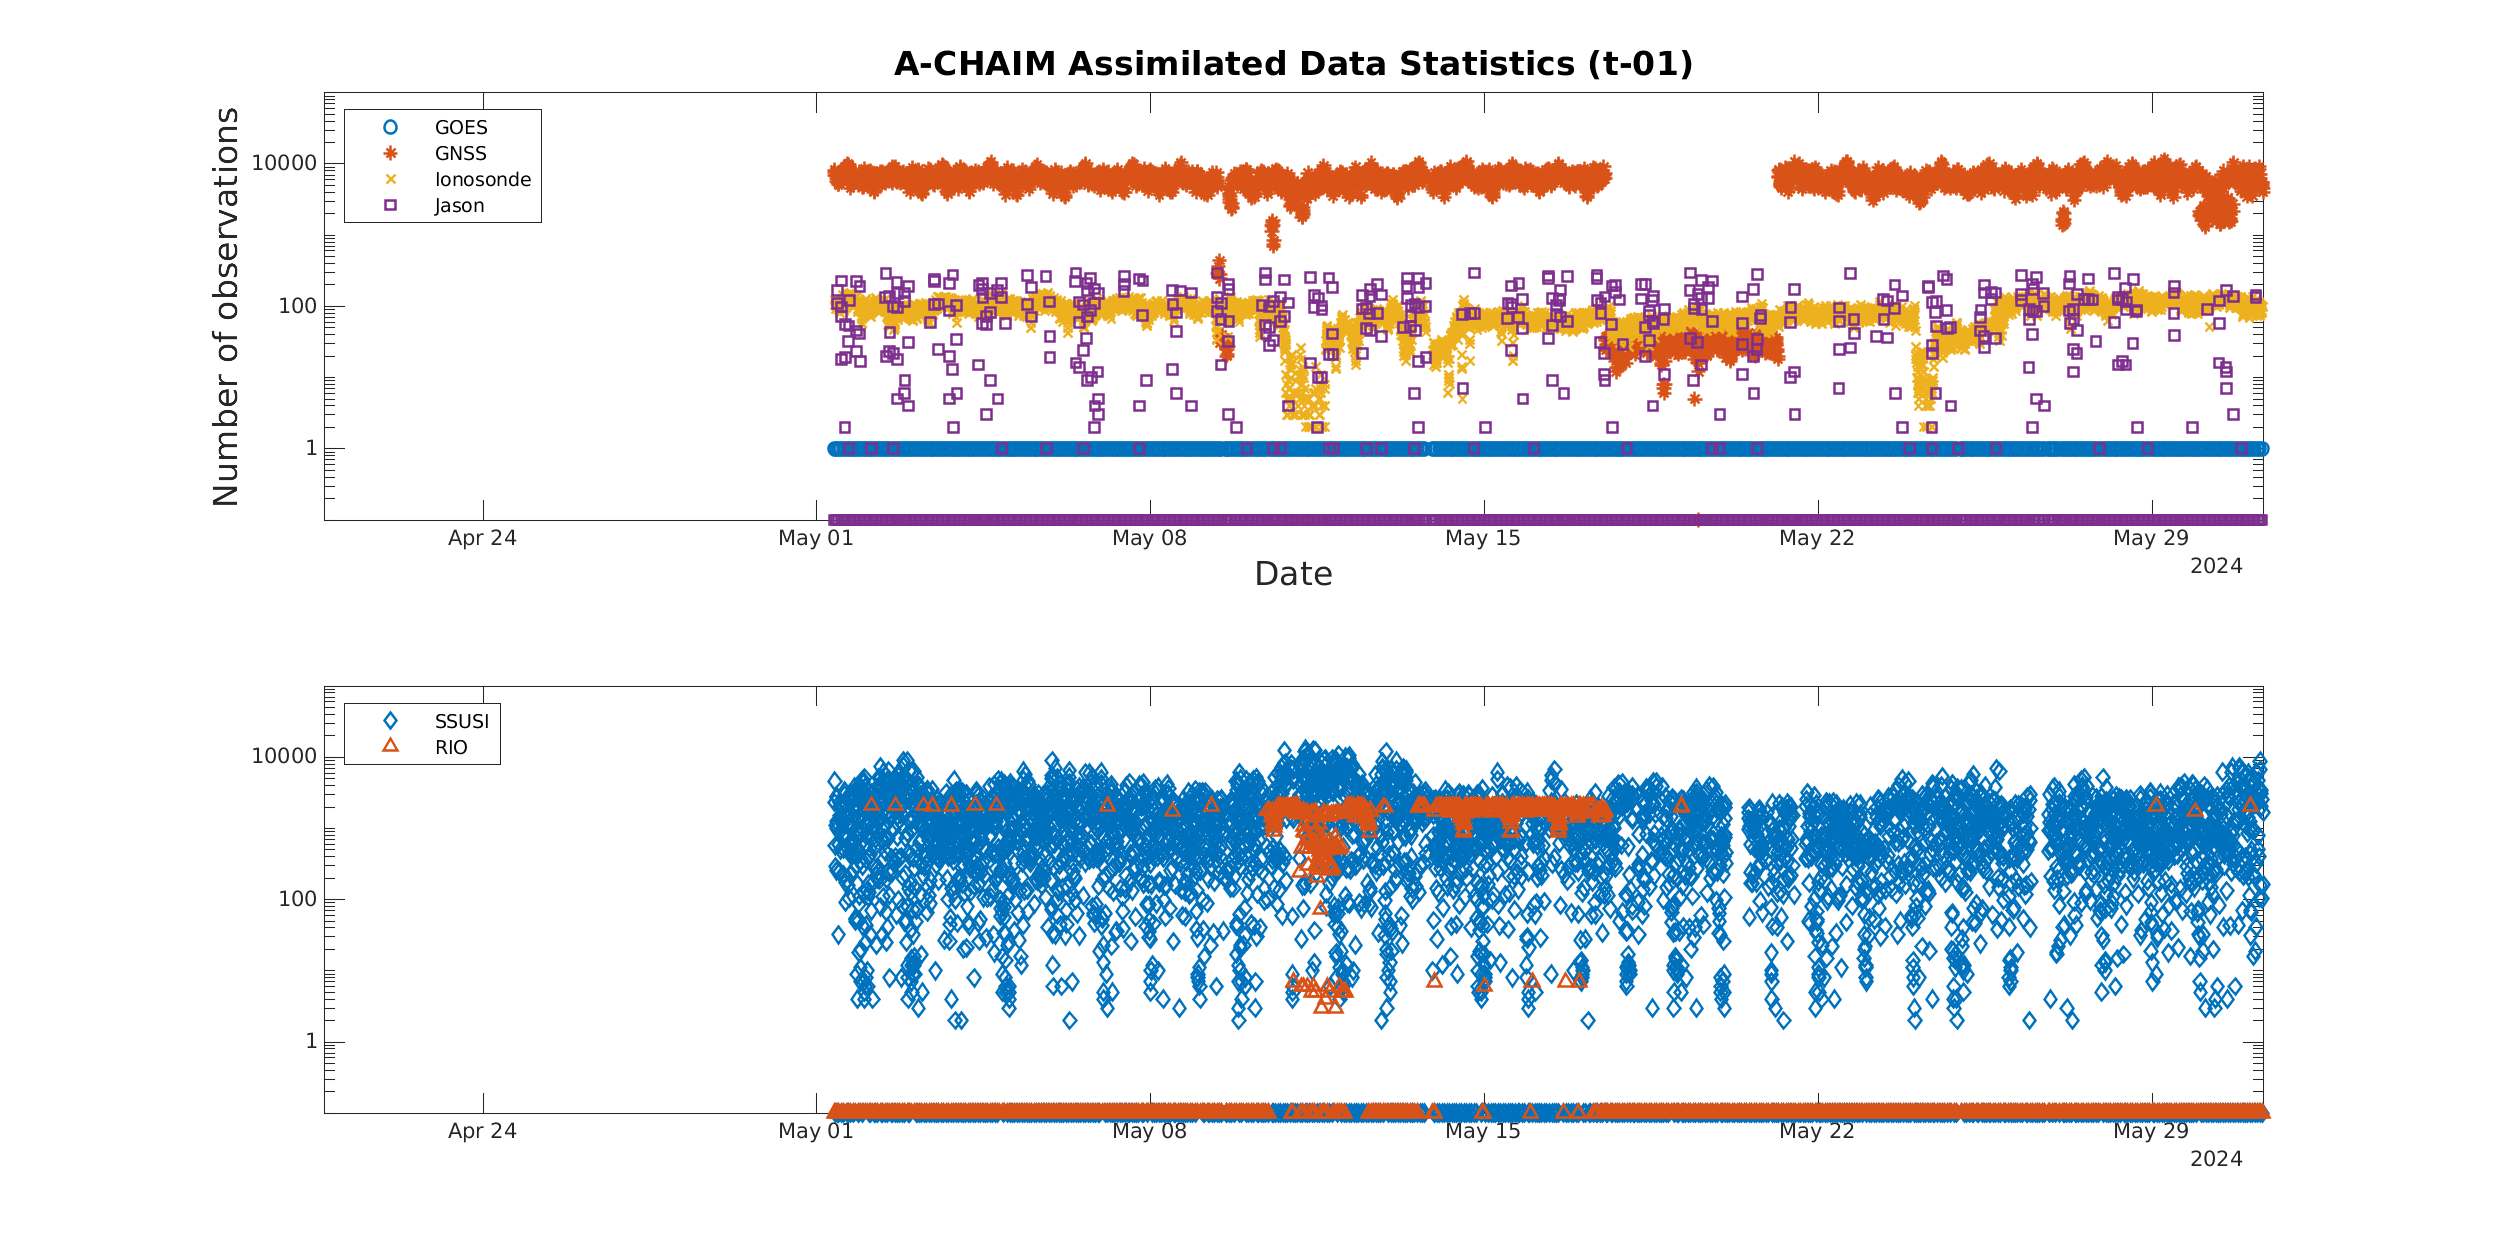 A-CHAIM Assimilated Data Statistics (t-01)
Number of observations
GOES
GNSS
Ionosonde
Jason
10000
100
1
Apr 24
May 01
May 08
May 15
May 22
May 29
2024
Date
SSUSI
RIO
10000
100
1
Apr 24
May 01
May 08
May 15
May 22
May 29
2024